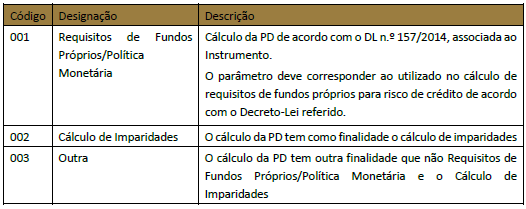 Código Designação Descrição
001 Requisitos de Fundos Cálculo da PD de acordo com o DL n.º 157/2014, associada ao
Próprios/Política Instrumento.
Monetária O parâmetro deve corresponder ao utilizado no cálculo de
requisitos de fundos próprios para risco de crédito de acordo
com o Decreto-Lei referido.
002 Cálculo de Imparidades O cálculo da PD tem como finalidade o cálculo de imparidades
003 Outra O cálculo da PD tem outra finalidade que não Requisitos de
Fundos Próprios/Política Monetária e o Cálculo de
Imparidades